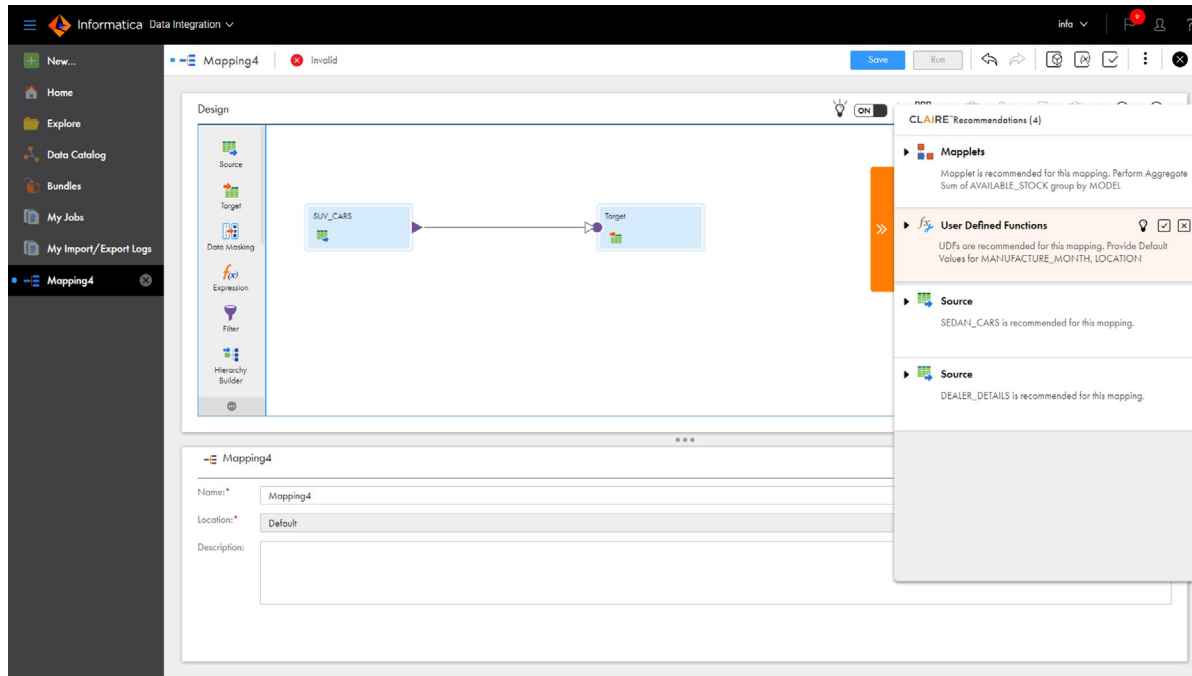 Informatica Data Integration
infa
9
?
New...
Home
Explore
Data Catalog
Bundles
My Jobs
My Import/Export Logs
Mapping4
Mapping4
Invalid
Save
Run
(x)
Design
ON
Source
Target
Data Masking
f(x)
Expression
Filter
Hierarchy
Builder
SUV_CARS
Target
CLAIRE™Recommendations (4)
Mapplets
Mapplet is recommended for this mapping. Perform Aggregate
Sum of AVAILABLE_STOCK group by MODEL
User Defined Functions
UDFs are recommended for this mapping. Provide Default
Values for MANUFACTURE_MONTH, LOCATION
Source
SEDAN_CARS is recommended for this mapping.
Source
DEALER_DETAILS is recommended for this mapping.
Mapping4
Name:*
Mapping4
Location:*
Default
Description: